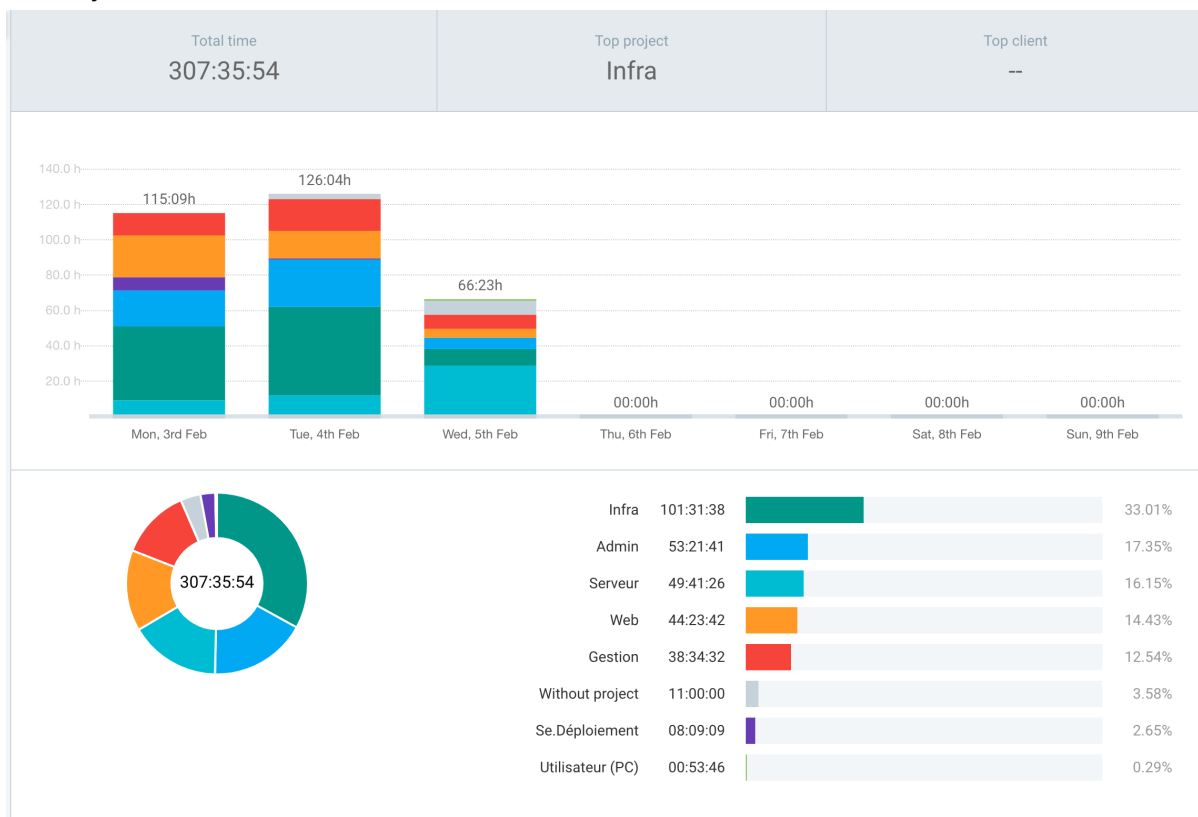 Total time Top project Top client
307:35:54 Infra --
140.0 h
126:04h
115:09h
120.0 h
100.0 h
80.0 h
66:23h
60.0 h
40.0 h
20.0 h
00:00h 00:00h 00:00h 00:00h
Mon, 3rd Feb Tue, 4th Feb Wed, 5th Feb Thu, 6th Feb Fri, 7th Feb Sat, 8th Feb Sun, 9th Feb
307:35:54
Infra 101:31:38 33.01%
Admin 53:21:41 17.35%
Serveur 49:41:26 16.15%
Web 44:23:42 14.43%
Gestion 38:34:32 12.54%
Without project 11:00:00 3.58%
Se.Déploiement 08:09:09 2.65%
Utilisateur (PC) 00:53:46 0.29%